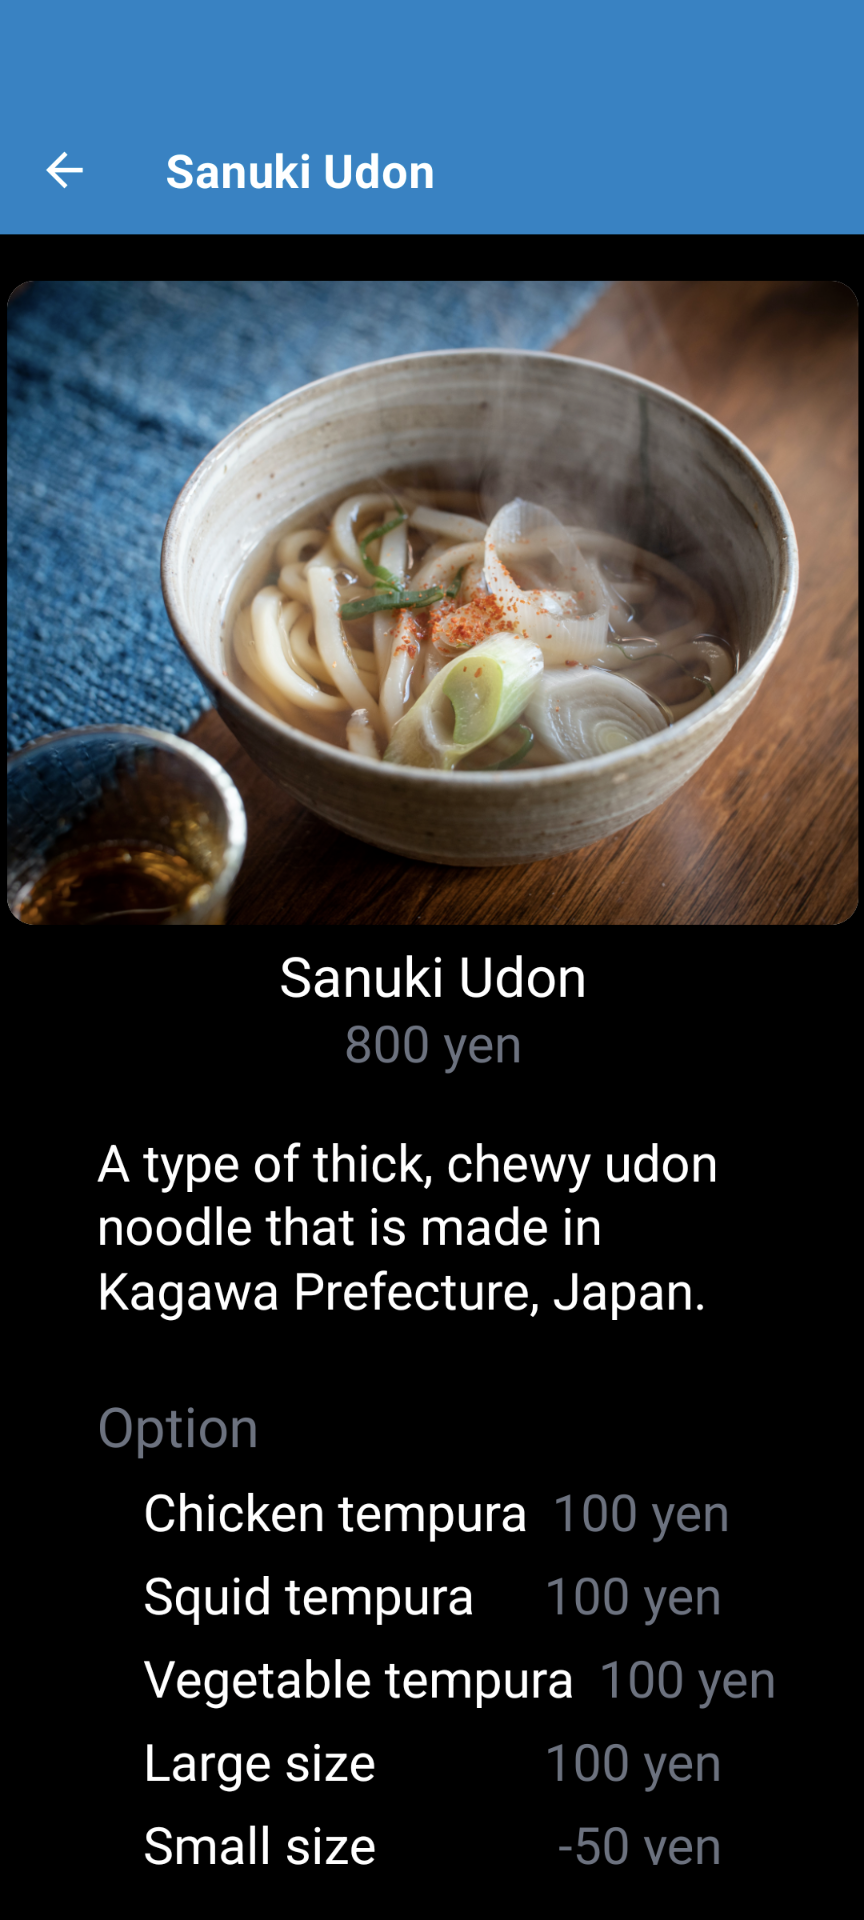 Sanuki Udon
Sanuki Udon
800 yen
A type of thick, chewy udon
noodle that is made in
Kagawa Prefecture, Japan.
Option
Chicken tempura 100 yen
Squid tempura 100 yen
Vegetable tempura 100 yen
Large size 100 yen
Small size -50 yen